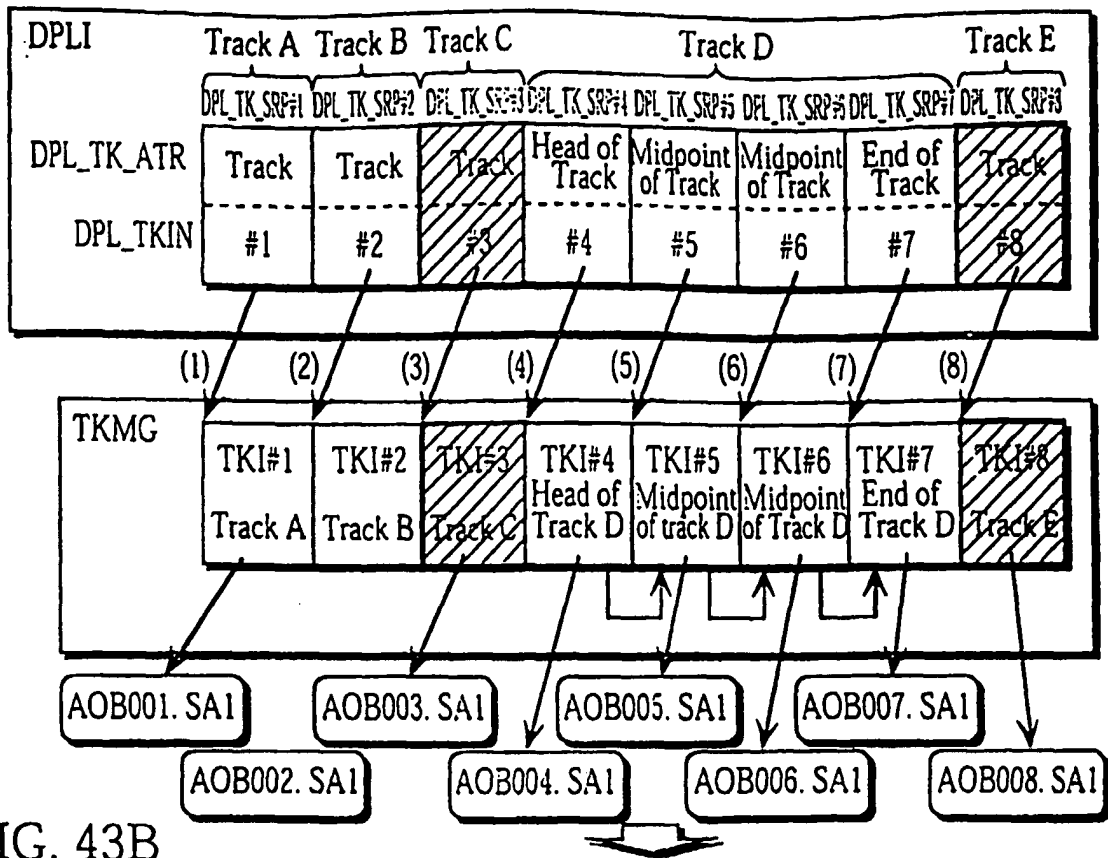 DPLI
Track A Track B Track C Track D Track E
DPL_TK_SRP#1 DPL_TK_SRP#2 DPL_TK_SRP#3 DPL_TK_SRP#4 DPL_TK_SRP#5 DPL_TK_SRP#6 DPL_TK_SRP#7 DPL_TK_SRP#8
DPL_TK_ATR Track Track Track Head of Track Midpoint of Track Midpoint of Track End of Track Track
DPL_TKIN #1 #2 #3 #4 #5 #6 #7 #8
(1) (2) (3) (4) (5) (6) (7) (8)
TKMG
TKI#1 TKI#2 TKI#3 TKI#4 TKI#5 TKI#6 TKI#7 TKI#8
Track A Track B Track C Head of Track D Midpoint of track D Midpoint of Track D End of Track D Track E
AOB001. SA1 AOB003. SA1 AOB005. SA1 AOB007. SA1
AOB002. SA1 AOB004. SA1 AOB006. SA1 AOB008. SA1
IG. 43B